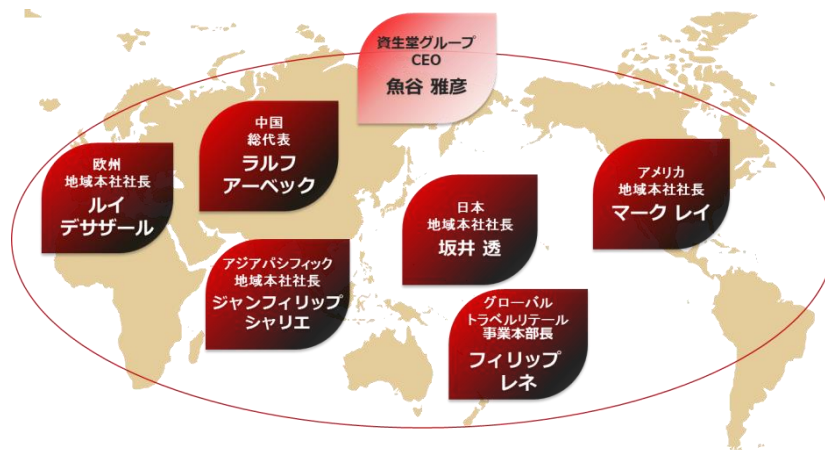 資生堂グループ
CEO
魚谷 雅彦
中国
総代表
ラルフ
アーベック
欧州
地域本社社長
ルイ
デサザール
アメリカ
地域本社社長
マーク レイ
日本
地域本社社長
坂井 透
アジアパシフィック
地域本社社長
ジャンフィリップ
シャリエ
グローバル
トラベルリテール
事業本部長
フィリップ
レネ